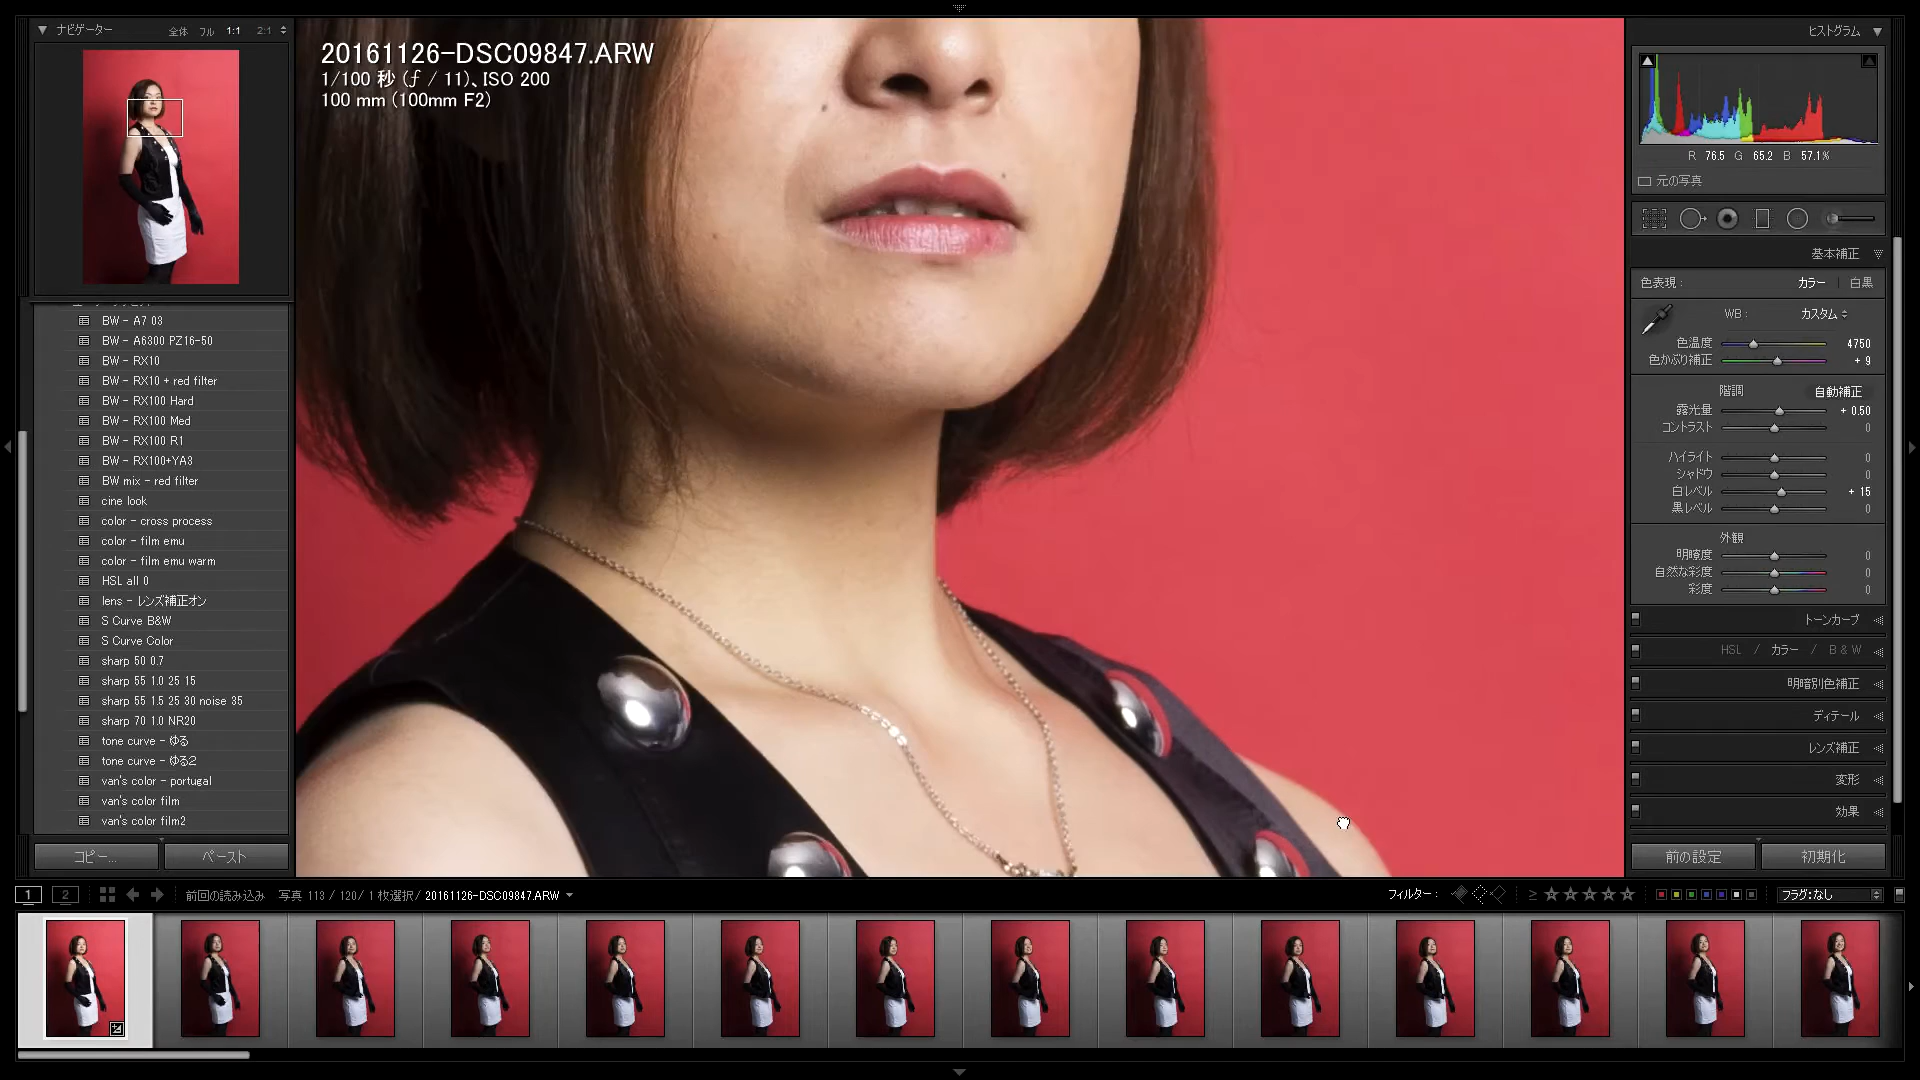 ナビゲーター 全体 フル 1:1 2:1
BW - A7 03
BW - A6300 PZ16-50
BW - RX10
BW - RX10 + red filter
BW - RX100 Hard
BW - RX100 Med
BW - RX100 R1
BW - RX100+YA3
BW mix - red filter
cine look
color - cross process
color - film emu
color - film emu warm
HSL all 0
lens - レンズ補正オン
S Curve B&W
S Curve Color
sharp 50 0.7
sharp 55 1.0 25 15
sharp 55 1.5 25 30 noise 35
sharp 70 1.0 NR20
tone curve - ゆる
tone curve - ゆる2
van's color - portugal
van's color film
van's color film2
コピー... ペースト
20161126-DSC09847.ARW
1/100 秒 (ƒ / 11)、ISO 200
100 mm (100mm F2)
ヒストグラム
R 76.5 G 65.2 B 57.1%
元の写真
基本補正
色表現 : カラー 白黒
WB : カスタム
色温度 4750
色かぶり補正 + 9
階調 自動補正
露光量 + 0.50
コントラスト 0
ハイライト 0
シャドウ 0
白レベル + 15
黒レベル 0
外観
明瞭度 0
自然な彩度 0
彩度 0
トーンカーブ
HSL / カラー / B & W
明暗別色補正
ディテール
レンズ補正
変形
効果
前の設定 初期化
1 2 前回の読み込み 写真 113 / 120/ 1 枚選択/ 20161126-DSC09847.ARW フィルター : ≥ フラグ:なし